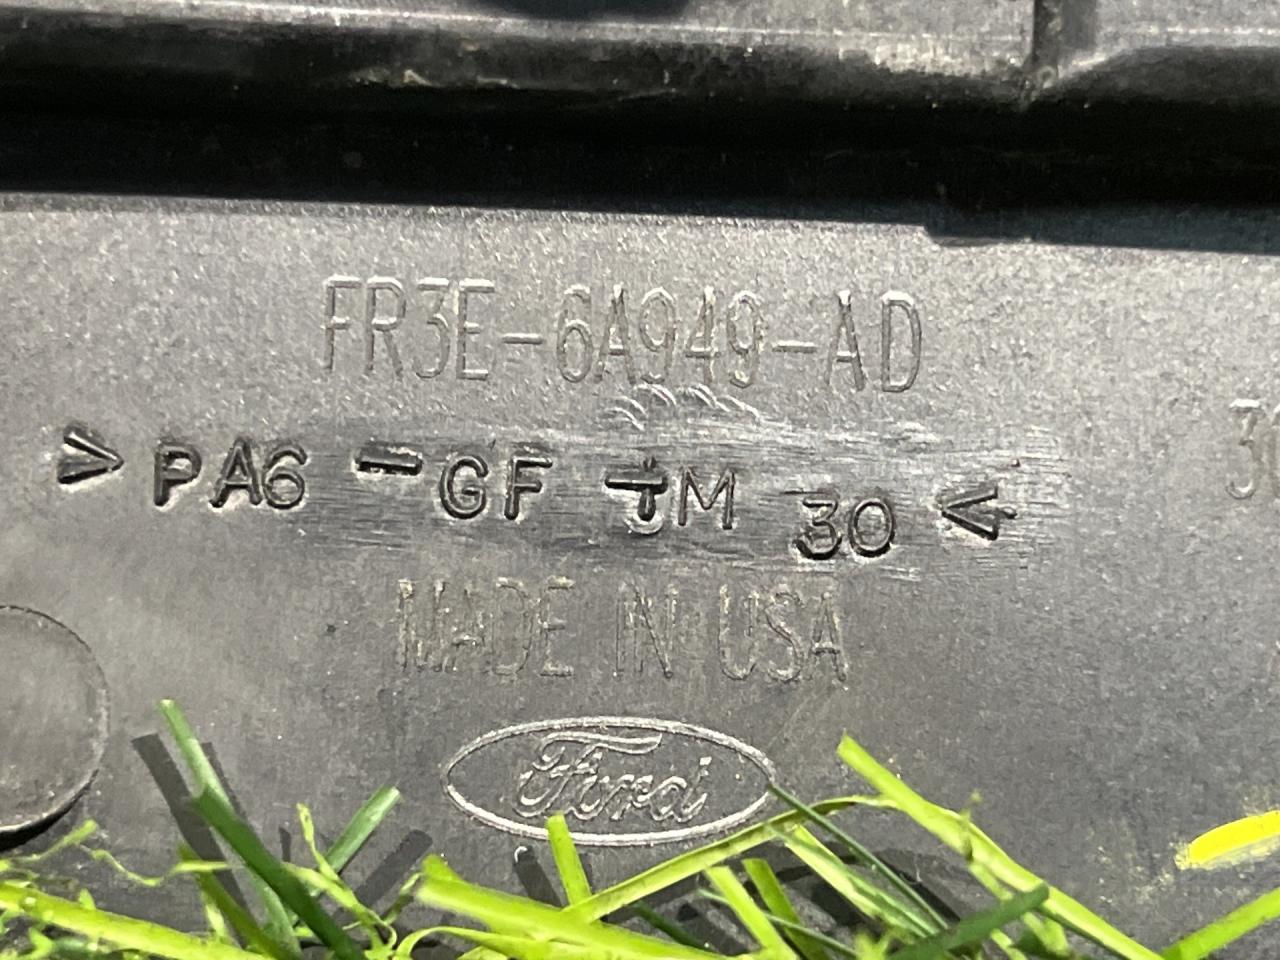 FR3E-6A949-AD
>PA6-GF+M 30<
MADE IN USA
Ford